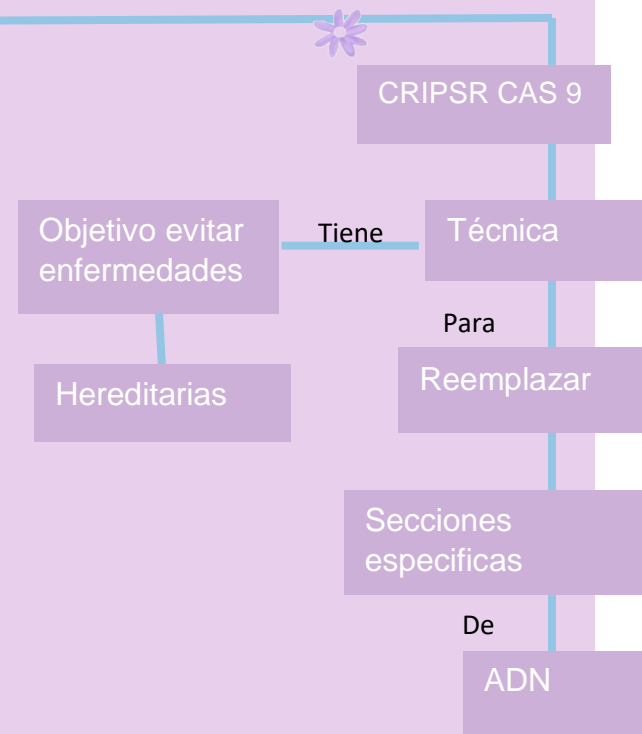 CRIPSR CAS 9
Objetivo evitar
enfermedades
Tiene
Técnica
Para
Hereditarias
Reemplazar
Secciones
especificas
De
ADN